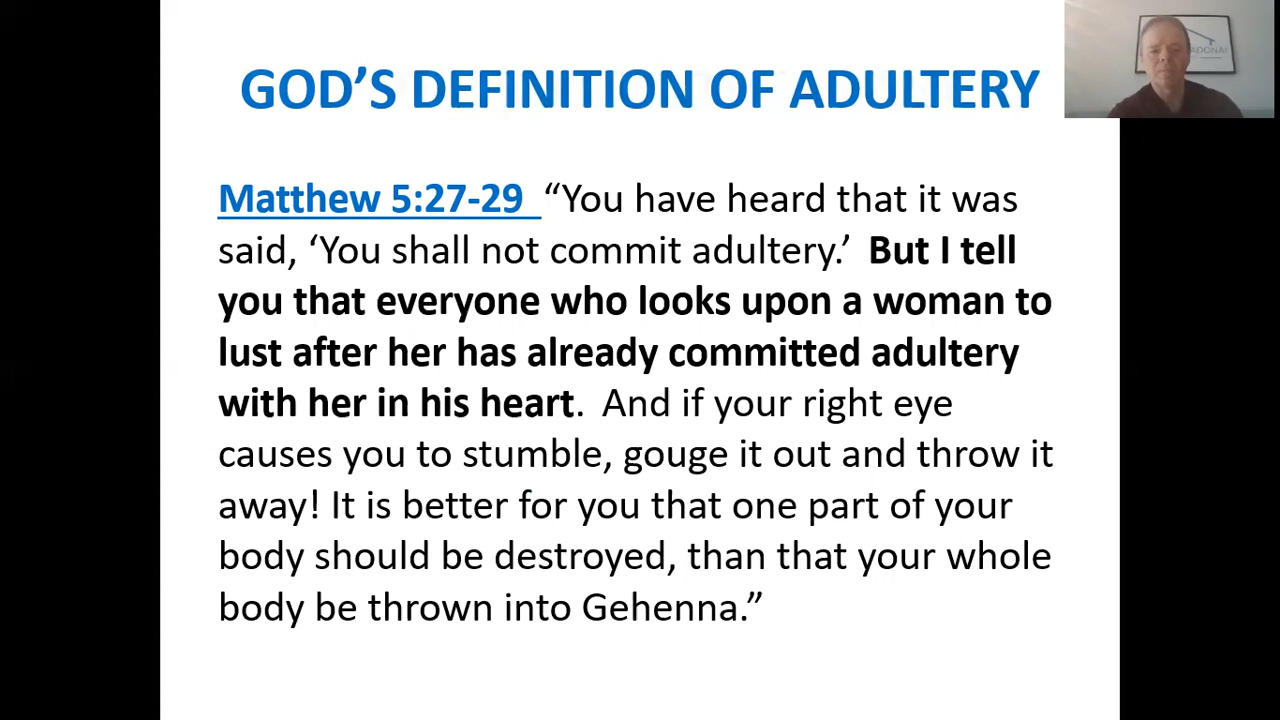 GOD’S DEFINITION OF ADULTERY
ADONAI
Matthew 5:27-29 “You have heard that it was
said, ‘You shall not commit adultery.’ But I tell
you that everyone who looks upon a woman to
lust after her has already committed adultery
with her in his heart. And if your right eye
causes you to stumble, gouge it out and throw it
away! It is better for you that one part of your
body should be destroyed, than that your whole
body be thrown into Gehenna.”